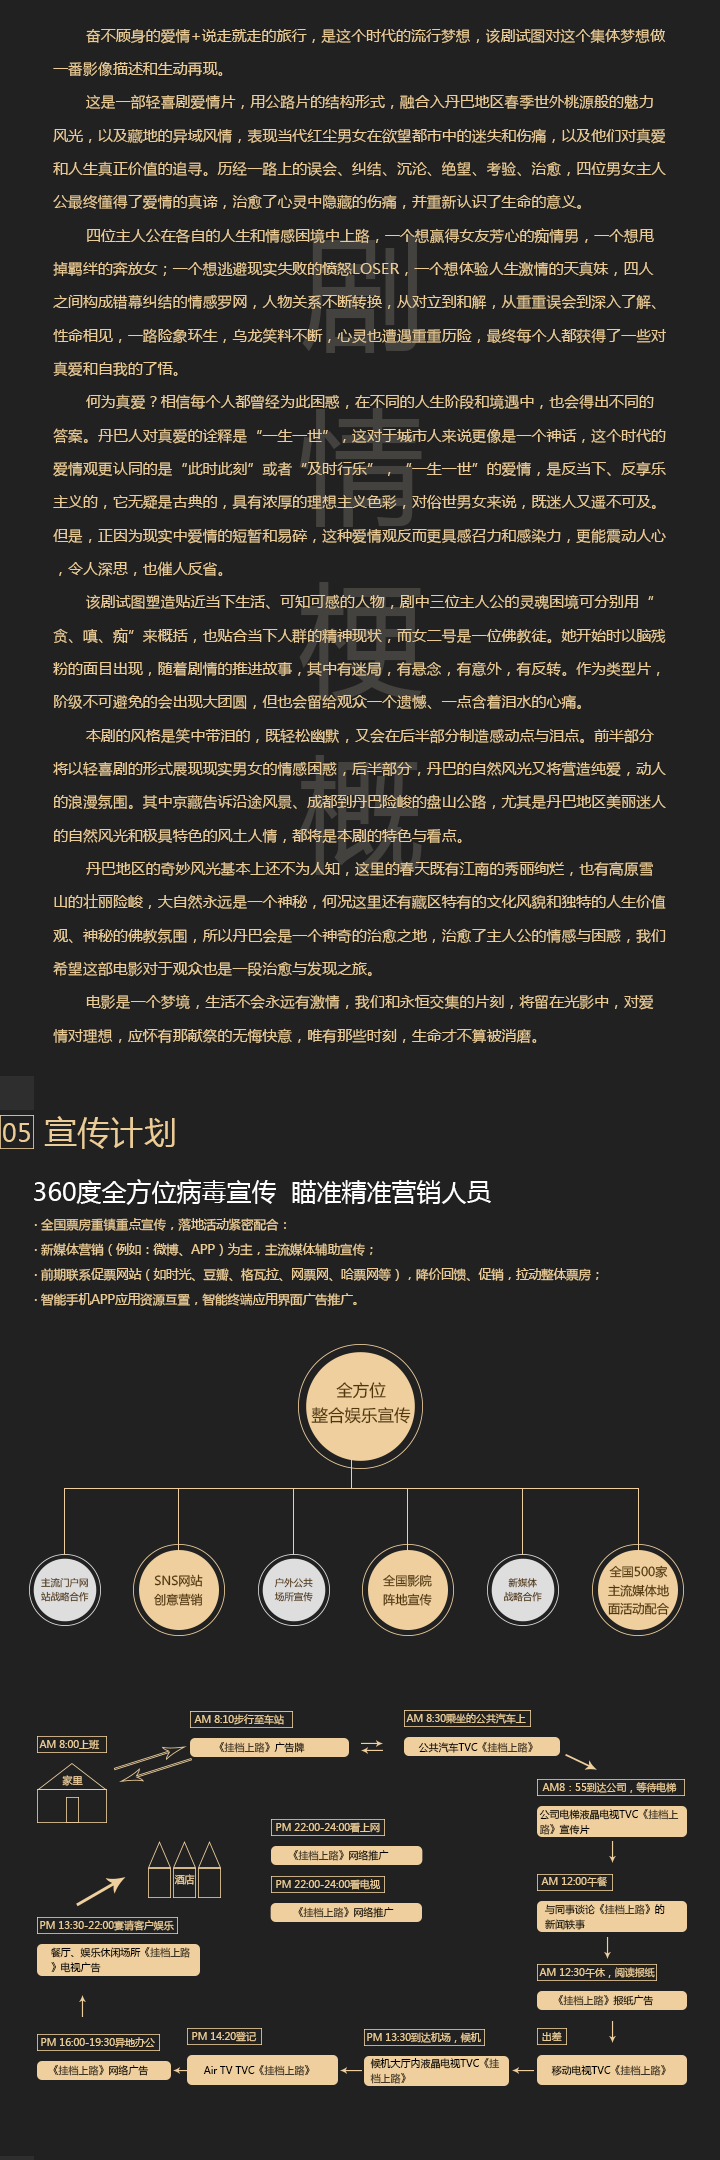 奋不顾身的爱情+说走就走的旅行，是这个时代的流行梦想，该剧试图对这个集体梦想做
一番影像描述和生动再现。
这是一部轻喜剧爱情片，用公路片的结构形式，融合入丹巴地区春季世外桃源般的魅力
风光，以及藏地的异域风情，表现当代红尘男女在欲望都市中的迷失和伤痛，以及他们对真爱
和人生真正价值的追寻。历经一路上的误会、纠结、沉沦、绝望、考验、治愈，四位男女主人
公最终懂得了爱情的真谛，治愈了心灵中隐藏的伤痛，并重新认识了生命的意义。
四位主人公在各自的人生和情感困境中上路，一个想赢得女友芳心的痴情男，一个想甩
掉羁绊的奔放女；一个想逃避现实失败的愤怒LOSER，一个想体验人生激情的天真妹，四人
之间构成错幕纠结的情感罗网，人物关系不断转换，从对立到和解，从重重误会到深入了解、
性命相见，一路险象环生，乌龙笑料不断，心灵也遭遇重重历险，最终每个人都获得了一些对
真爱和自我的了悟。
何为真爱？相信每个人都曾经为此困惑，在不同的人生阶段和境遇中，也会得出不同的
答案。丹巴人对真爱的诠释是“一生一世”，这对于城市人来说更像是一个神话，这个时代的
爱情观更认同的是“此时此刻”或者“及时行乐”，“一生一世”的爱情，是反当下、反享乐
主义的，它无疑是古典的，具有浓厚的理想主义色彩，对俗世男女来说，既迷人又遥不可及。
但是，正因为现实中爱情的短暂和易碎，这种爱情观反而更具感召力和感染力，更能震动人心
，令人深思，也催人反省。
该剧试图塑造贴近当下生活、可知可感的人物，剧中三位主人公的灵魂困境可分别用“
贪、嗔、痴”来概括，也贴合当下人群的精神现状，而女二号是一位佛教徒。她开始时以脑残
粉的面目出现，随着剧情的推进故事，其中有迷局，有悬念，有意外，有反转。作为类型片，
阶级不可避免的会出现大团圆，但也会留给观众一个遗憾、一点含着泪水的心痛。
本剧的风格是笑中带泪的，既轻松幽默，又会在后半部分制造感动点与泪点。前半部分
将以轻喜剧的形式展现现实男女的情感困惑，后半部分，丹巴的自然风光又将营造纯爱，动人
的浪漫氛围。其中京藏告诉沿途风景、成都到丹巴险峻的盘山公路，尤其是丹巴地区美丽迷人
的自然风光和极具特色的风土人情，都将是本剧的特色与看点。
丹巴地区的奇妙风光基本上还不为人知，这里的春天既有江南的秀丽绚烂，也有高原雪
山的壮丽险峻，大自然永远是一个神秘，何况这里还有藏区特有的文化风貌和独特的人生价值
观、神秘的佛教氛围，所以丹巴会是一个神奇的治愈之地，治愈了主人公的情感与困惑，我们
希望这部电影对于观众也是一段治愈与发现之旅。
电影是一个梦境，生活不会永远有激情，我们和永恒交集的片刻，将留在光影中，对爱
情对理想，应怀有那献祭的无悔快意，唯有那些时刻，生命才不算被消磨。
剧
情
梗
概
05 宣传计划
360度全方位病毒宣传 瞄准精准营销人员
· 全国票房重镇重点宣传，落地活动紧密配合：
· 新媒体营销（例如：微博、APP）为主，主流媒体辅助宣传；
· 前期联系促票网站（如时光、豆瓣、格瓦拉、网票网、哈票网等），降价回馈、促销，拉动整体票房；
· 智能手机APP应用资源互置，智能终端应用界面广告推广。
全方位
整合娱乐宣传
主流门户网
站战略合作
SNS网站
创意营销
户外公共
场所宣传
全国影院
阵地宣传
新媒体
战略合作
全国500家
主流媒体地
面活动配合
AM 8:00上班
家里
AM 8:10步行至车站
《挂档上路》广告牌
AM 8:30乘坐的公共汽车上
公共汽车TVC《挂档上路》
AM8：55到达公司，等待电梯
公司电梯液晶电视TVC《挂档上
路》宣传片
AM 12:00午餐
与同事谈论《挂档上路》的
新闻轶事
AM 12:30午休，阅读报纸
《挂档上路》报纸广告
出差
移动电视TVC《挂档上路》
PM 13:30到达机场，候机
候机大厅内液晶电视TVC《挂
档上路》
PM 14:20登记
Air TV TVC《挂档上路》
PM 16:00-19:30异地办公
《挂档上路》网络广告
PM 13:30-22:00宴请客户娱乐
餐厅、娱乐休闲场所《挂档上路
》电视广告
酒店
PM 22:00-24:00看上网
《挂档上路》网络推广
PM 22:00-24:00看电视
《挂档上路》网络推广